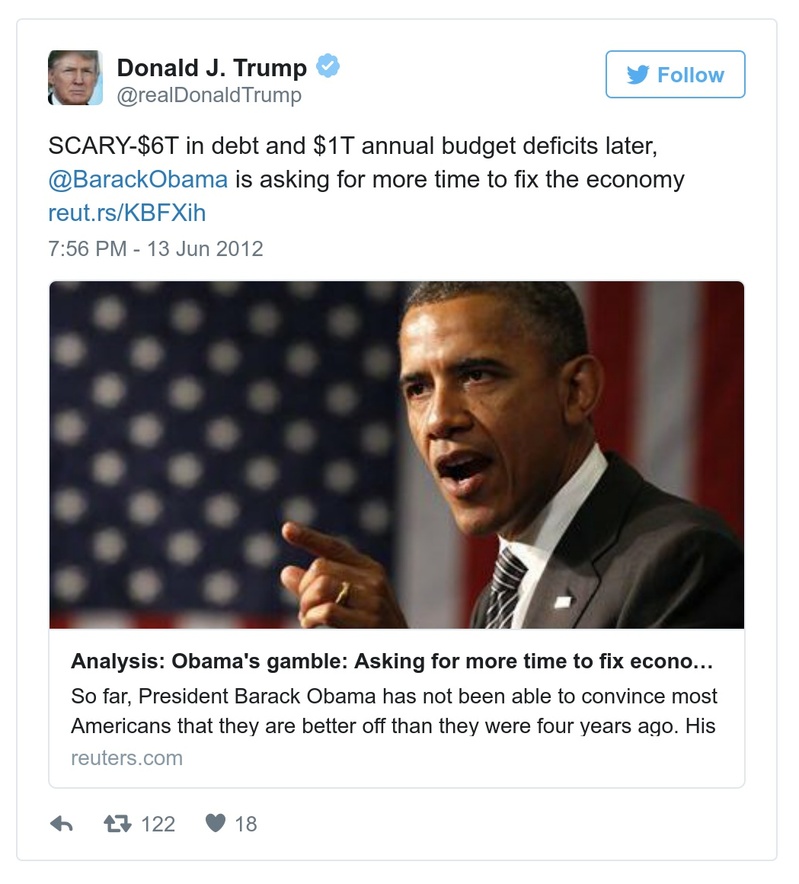 Donald J. Trump
@realDonaldTrump
Follow
SCARY-$6T in debt and $1T annual budget deficits later,
@BarackObama is asking for more time to fix the economy
reut.rs/KBFXih
7:56 PM - 13 Jun 2012
Analysis: Obama's gamble: Asking for more time to fix econo...
So far, President Barack Obama has not been able to convince most
Americans that they are better off than they were four years ago. His
reuters.com
122 18